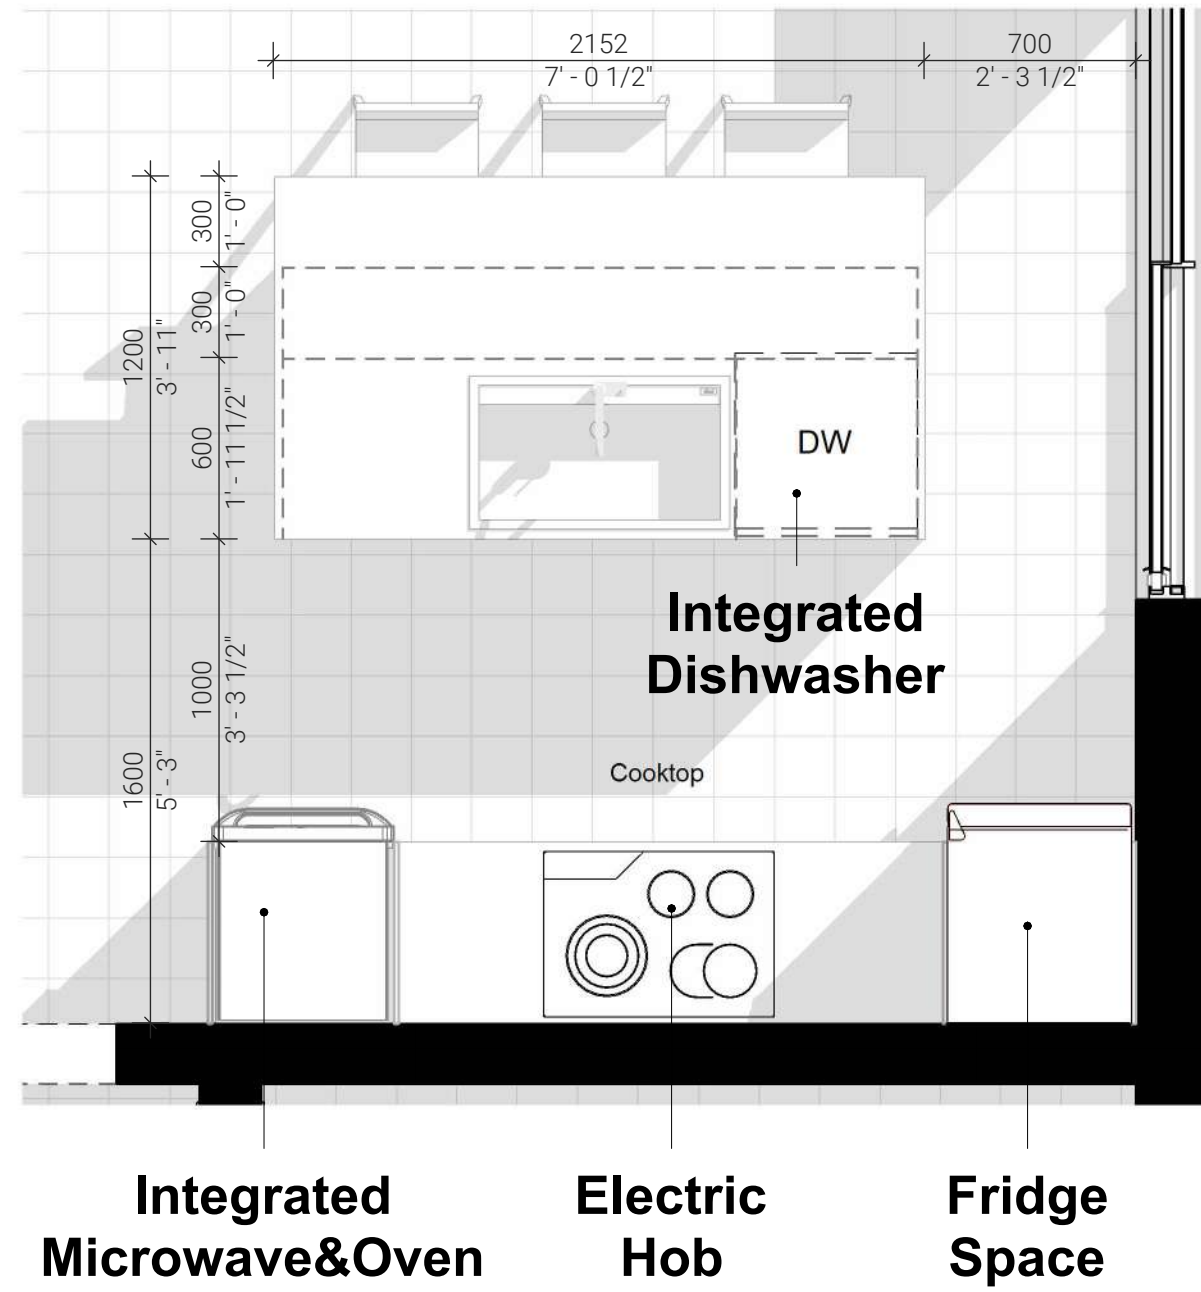 2152
7' - 0 1/2"
700
2' - 3 1/2"
300
1' - 0"
300
1' - 0"
1200
3' - 11"
600
1' - 11 1/2"
DW
Integrated
Dishwasher
1000
3' - 3 1/2"
1600
5' - 3"
Cooktop
Integrated
Microwave&Oven
Electric
Hob
Fridge
Space